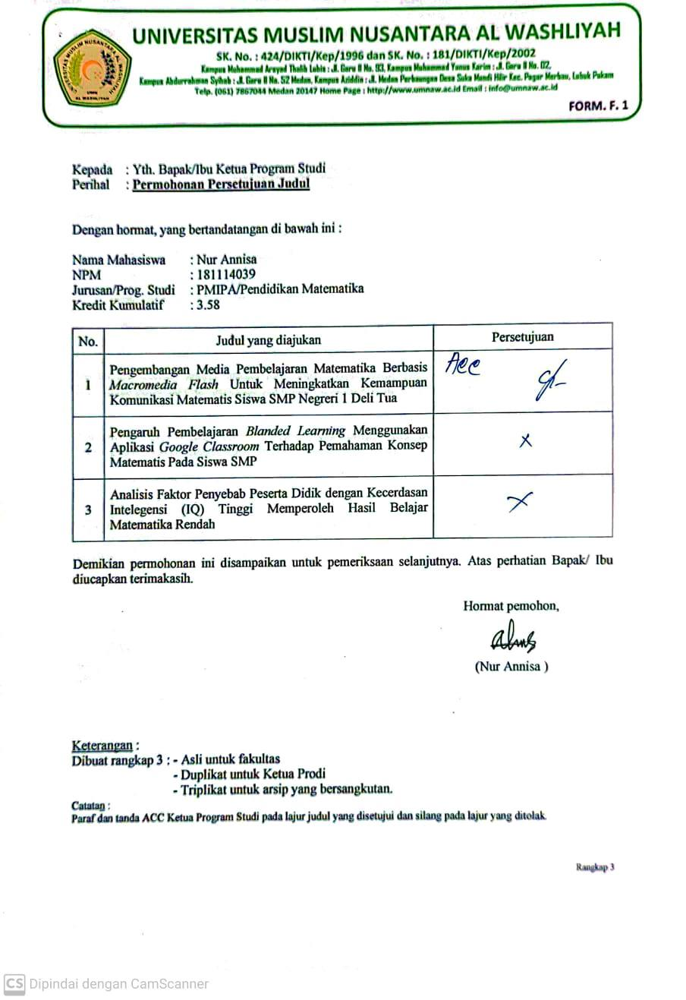 UNIVERSITAS MUSLIM NUSANTARA AL WASHLIYAH
SK. No. : 424/DIKTI/Kep/1996 dan SK. No. : 181/DIKTI/Kep/2002
Kampus Muhammad Arsyad Thalib Lubis : Jl. Garu II No. 93, Kampus Muhammad Yunus Karim : Jl. Garu II No. 02,
Kampus Abdurrahman Syihab : Jl. Garu II No. 52 Medan, Kampus Aziddin : Jl. Medan Perbaungan Desa Suka Mandi Hilir Kec. Pagar Merbau, Lubuk Pakam
Telp. (061) 7867044 Medan 20147 Home Page : http://www.umnaw.ac.id Email : info@umnaw.ac.id
UNIVERSITAS MUSLIM NUSANTARA AL WASHLIYAH
UMN
AL WASHLIYAH
FORM. F. 1
Kepada : Yth. Bapak/Ibu Ketua Program Studi
Perihal : Permohonan Persetujuan Judul
Dengan hormat, yang bertandatangan di bawah ini :
Nama Mahasiswa : Nur Annisa
NPM : 181114039
Jurusan/Prog. Studi : PMIPA/Pendidikan Matematika
Kredit Kumulatif : 3.58
No. Judul yang diajukan Persetujuan
Pengembangan Media Pembelajaran Matematika Berbasis Acc
1 Macromedia Flash Untuk Meningkatkan Kemampuan
Komunikasi Matematis Siswa SMP Negreri 1 Deli Tua
Pengaruh Pembelajaran Blanded Learning Menggunakan
2 Aplikasi Google Classroom Terhadap Pemahaman Konsep x
Matematis Pada Siswa SMP
Analisis Faktor Penyebab Peserta Didik dengan Kecerdasan
3 Intelegensi (IQ) Tinggi Memperoleh Hasil Belajar x
Matematika Rendah
Demikian permohonan ini disampaikan untuk pemeriksaan selanjutnya. Atas perhatian Bapak/ Ibu
diucapkan terimakasih.
Hormat pemohon,
(Nur Annisa )
Keterangan :
Dibuat rangkap 3 : - Asli untuk fakultas
- Duplikat untuk Ketua Prodi
- Triplikat untuk arsip yang bersangkutan.
Catatan :
Paraf dan tanda ACC Ketua Program Studi pada lajur judul yang disetujui dan silang pada lajur yang ditolak.
Rangkap 3
CS Dipindai dengan CamScanner